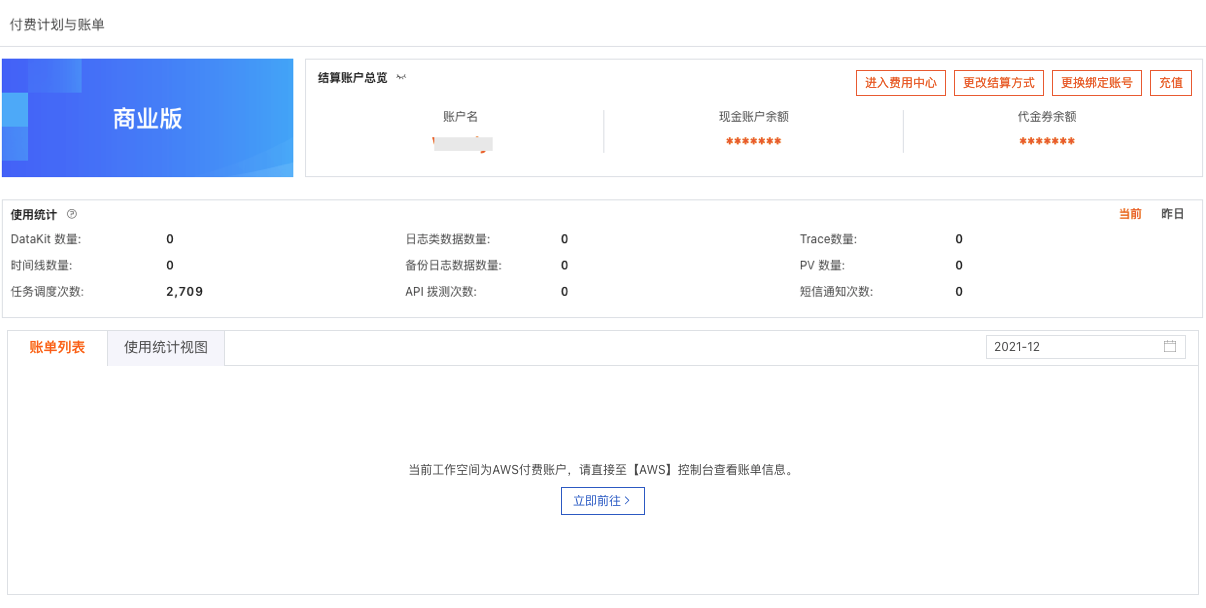 付费计划与账单
商业版
结算账户总览
进入费用中心 更改结算方式 更换绑定账号 充值
账户名 现金账户余额 代金券余额
******* *******
使用统计
当前 昨日
DataKit 数量: 0 日志类数据数量: 0 Trace数量: 0
时间线数量: 0 备份日志数据数量: 0 PV 数量: 0
任务调度次数: 2,709 API 拨测次数: 0 短信通知次数: 0
账单列表 使用统计视图 2021-12
当前工作空间为AWS付费账户，请直接至【AWS】控制台查看账单信息。
立即前往 >